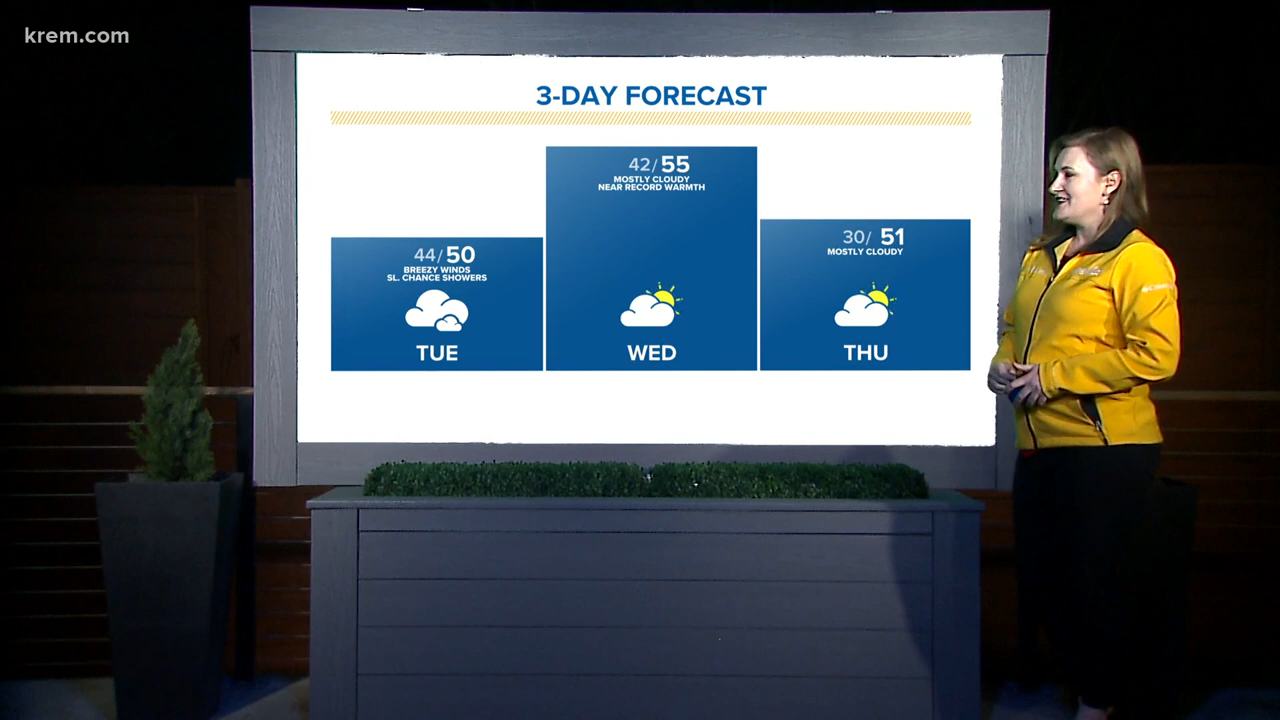 krem.com
3-DAY FORECAST
44/50
BREEZY WINDS
SL. CHANCE SHOWERS
TUE
42/55
MOSTLY CLOUDY
NEAR RECORD WARMTH
WED
30/ 51
MOSTLY CLOUDY
THU